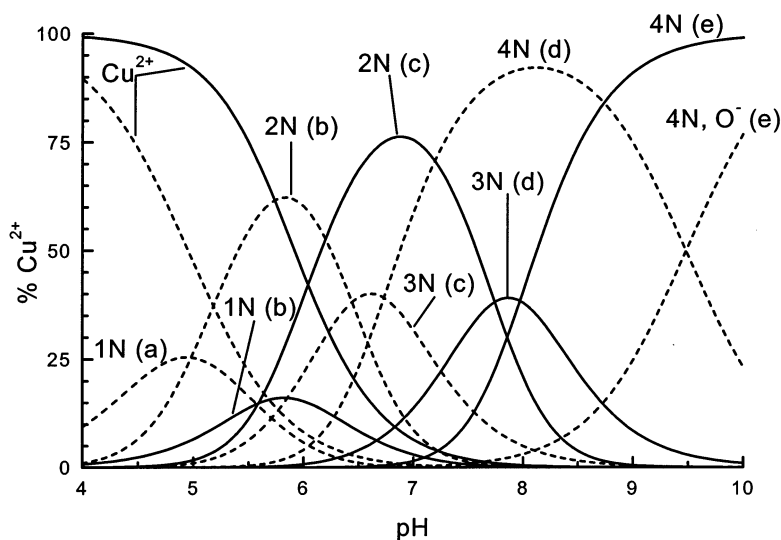 100
75
50
25
0
% Cu²⁺
4
5
6
7
8
9
10
pH
Cu²⁺
1N (a)
1N (b)
2N (b)
2N (c)
3N (c)
4N (d)
3N (d)
4N (e)
4N, O⁻ (e)